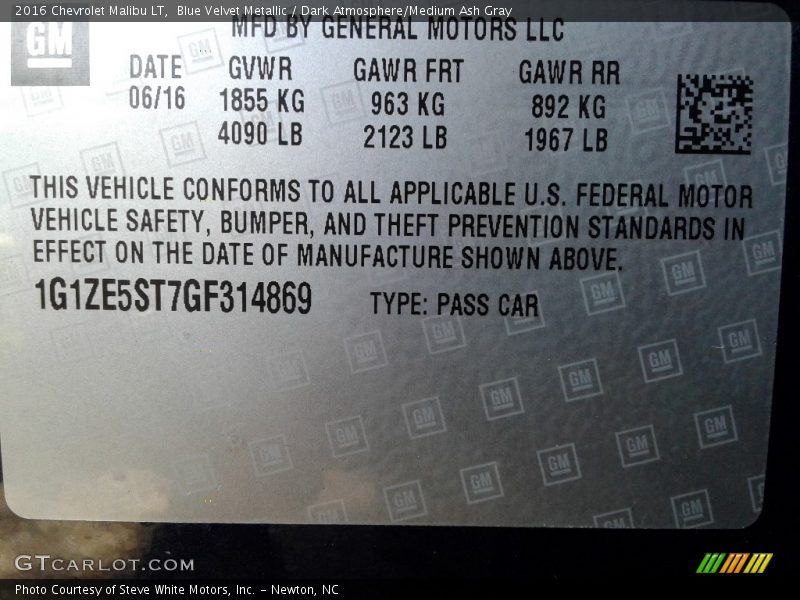 2016 Chevrolet Malibu LT,  Blue Velvet Metallic / Dark Atmosphere/Medium Ash Gray
MFD BY GENERAL MOTORS LLC
GM
DATE GVWR GAWR FRT GAWR RR
06/16 1855 KG 963 KG 892 KG
4090 LB 2123 LB 1967 LB
THIS VEHICLE CONFORMS TO ALL APPLICABLE U.S. FEDERAL MOTOR
VEHICLE SAFETY, BUMPER, AND THEFT PREVENTION STANDARDS IN
EFFECT ON THE DATE OF MANUFACTURE SHOWN ABOVE.
1G1ZE5ST7GF314869 TYPE: PASS CAR
GTCARLOT.COM
Photo Courtesy of Steve White Motors, Inc. – Newton, NC